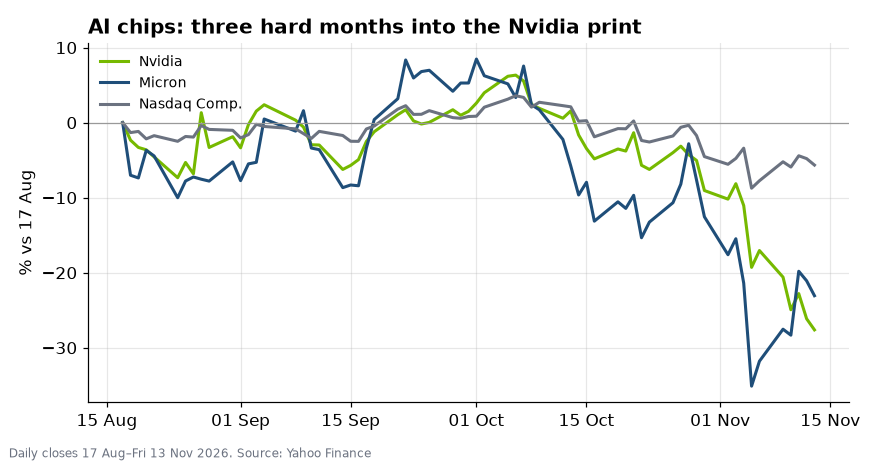 AI chips: three hard months into the Nvidia print
10
0
−10
−20
−30
% vs 17 Aug
Nvidia
Micron
Nasdaq Comp.
15 Aug
01 Sep
15 Sep
01 Oct
15 Oct
01 Nov
15 Nov
Daily closes 17 Aug–Fri 13 Nov 2026. Source: Yahoo Finance